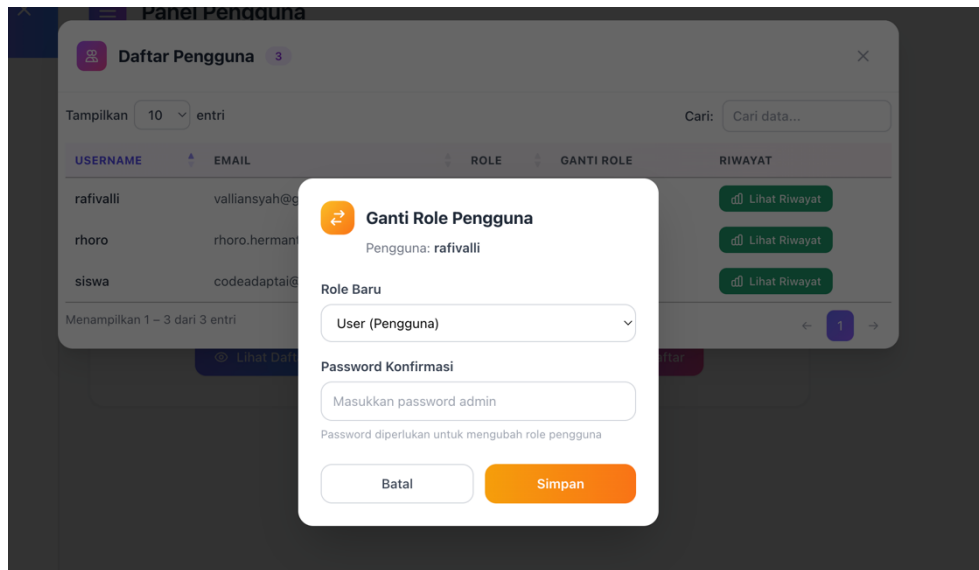 Panel Pengguna
Daftar Pengguna 3
Tampilkan 10 entri
Cari: Cari data...
USERNAME EMAIL ROLE GANTI ROLE RIWAYAT
rafivalli valliansyah@g Lihat Riwayat
rhoro rhoro.herman Lihat Riwayat
siswa codeadaptai@ Lihat Riwayat
Menampilkan 1 – 3 dari 3 entri
← 1 →
Lihat Daft
ftar
Ganti Role Pengguna
Pengguna: rafivalli
Role Baru
User (Pengguna)
Password Konfirmasi
Masukkan password admin
Password diperlukan untuk mengubah role pengguna
Batal Simpan